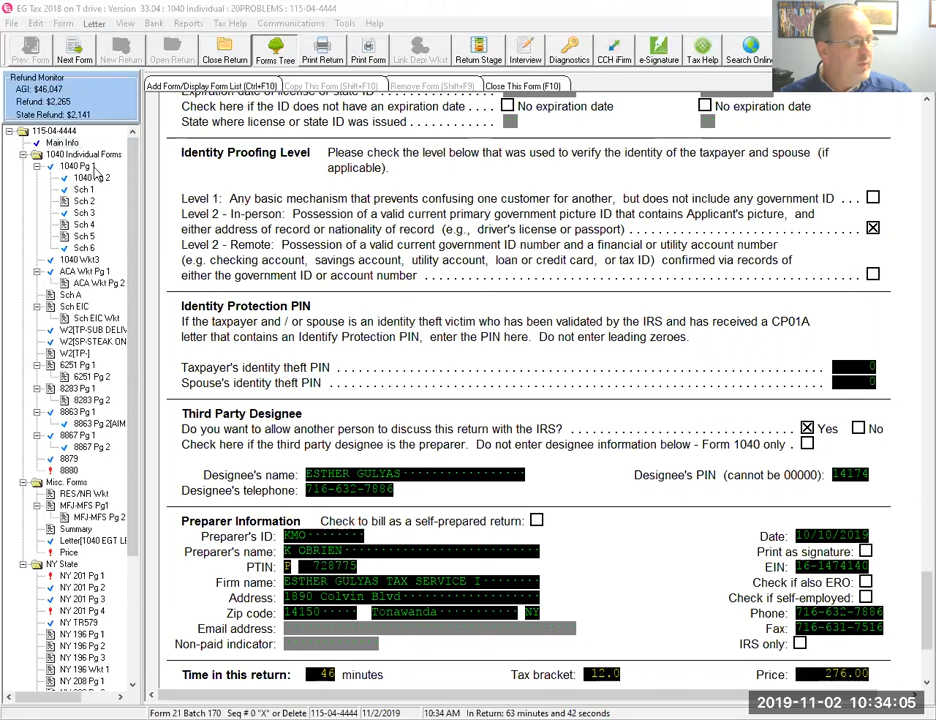 EG Tax 2018 on T drive : Version 33.04 : 1040 Individual : 20PROBLEMS : 115-04-4444
File Edit Form Letter View Bank Reports Tax Help Communications Tools Help
Prev Form Next Form New Return Open Return Close Return Forms Tree Print Return Print Form Link Depr Wkst Return Stage Interview Diagnostics CCH iFirm e-Signature Tax Help Search Online
Refund Monitor
AGI: $46,047
Refund: $2,265
State Refund: $2,141
Add Form/Display Form List (Ctrl+F10) Copy This Form (Shift+F10) Remove Form (Shift+F9) Close This Form (F10)
115-04-4444
Main Info
1040 Individual Forms
1040 Pg 1
1040 Pg 2
Sch 1
Sch 2
Sch 3
Sch 4
Sch 5
Sch 6
1040 Wkt3
ACA Wkt Pg 1
ACA Wkt Pg 2
Sch A
Sch EIC
Sch EIC Wkt
W2[TP-SUB DELIV
W2[SP-STEAK ON
W2[TP-]
6251 Pg 1
6251 Pg 2
8283 Pg 1
8283 Pg 2
8863 Pg 1
8863 Pg 2[AIM
8867 Pg 1
8867 Pg 2
8879
8880
Misc. Forms
RES/NR Wkt
MFJ-MFS Pg1
MFJ-MFS Pg 2
Summary
Letter[1040 EGT LE
Price
NY State
NY 201 Pg 1
NY 201 Pg 2
NY 201 Pg 3
NY 201 Pg 4
NY TR579
NY 196 Pg 1
NY 196 Pg 2
NY 196 Pg 3
NY 196 Wkt 1
Check here if the ID does not have an expiration date No expiration date No expiration date
State where license or state ID was issued
Identity Proofing Level Please check the level below that was used to verify the identity of the taxpayer and spouse (if
applicable).
Level 1: Any basic mechanism that prevents confusing one customer for another, but does not include any government ID
Level 2 - In-person: Possession of a valid current primary government picture ID that contains Applicant's picture, and
either address of record or nationality of record (e.g., driver's license or passport)
Level 2 - Remote: Possession of a valid current government ID number and a financial or utility account number
(e.g. checking account, savings account, utility account, loan or credit card, or tax ID) confirmed via records of
either the government ID or account number
Identity Protection PIN
If the taxpayer and / or spouse is an identity theft victim who has been validated by the IRS and has received a CP01A
letter that contains an Identify Protection PIN, enter the PIN here. Do not enter leading zeroes.
Taxpayer's identity theft PIN 0
Spouse's identity theft PIN 0
Third Party Designee
Do you want to allow another person to discuss this return with the IRS? Yes No
Check here if the third party designee is the preparer. Do not enter designee information below - Form 1040 only .
Designee's name: ESTHER GULYAS Designee's PIN (cannot be 00000): 14174
Designee's telephone: 716-632-7886
Preparer Information Check to bill as a self-prepared return:
Preparer's ID: KMO Date: 10/10/2019
Preparer's name: K OBRIEN Print as signature:
PTIN: P 728775 EIN: 16-1474140
Firm name: ESTHER GULYAS TAX SERVICE I Check if also ERO:
Address: 1890 Colvin Blvd Check if self-employed:
Zip code: 14150 Tonawanda NY Phone: 716-632-7886
Email address: Fax: 716-631-7516
Non-paid indicator: IRS only:
Time in this return: 46 minutes Tax bracket: 12.0 Price: 276.00
2019-11-02 10:34:05
Form 21 Batch 170 Seq # 0 "X" or Delete 115-04-4444 11/2/2019 10:34 AM In Return: 63 minutes and 42 seconds